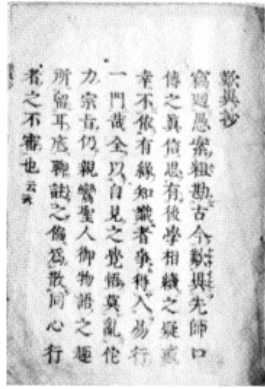 歎異抄
竊廻愚案粗勘古今歎異先師口
傳之眞信思有後學相續之疑惑
幸不依有緣知識者爭得入易行
一門哉全以自見之覺悟莫亂佗
力宗旨仍親鸞聖人御物語之趣
所留耳底聊註之偏爲散同心行
者之不審也云云